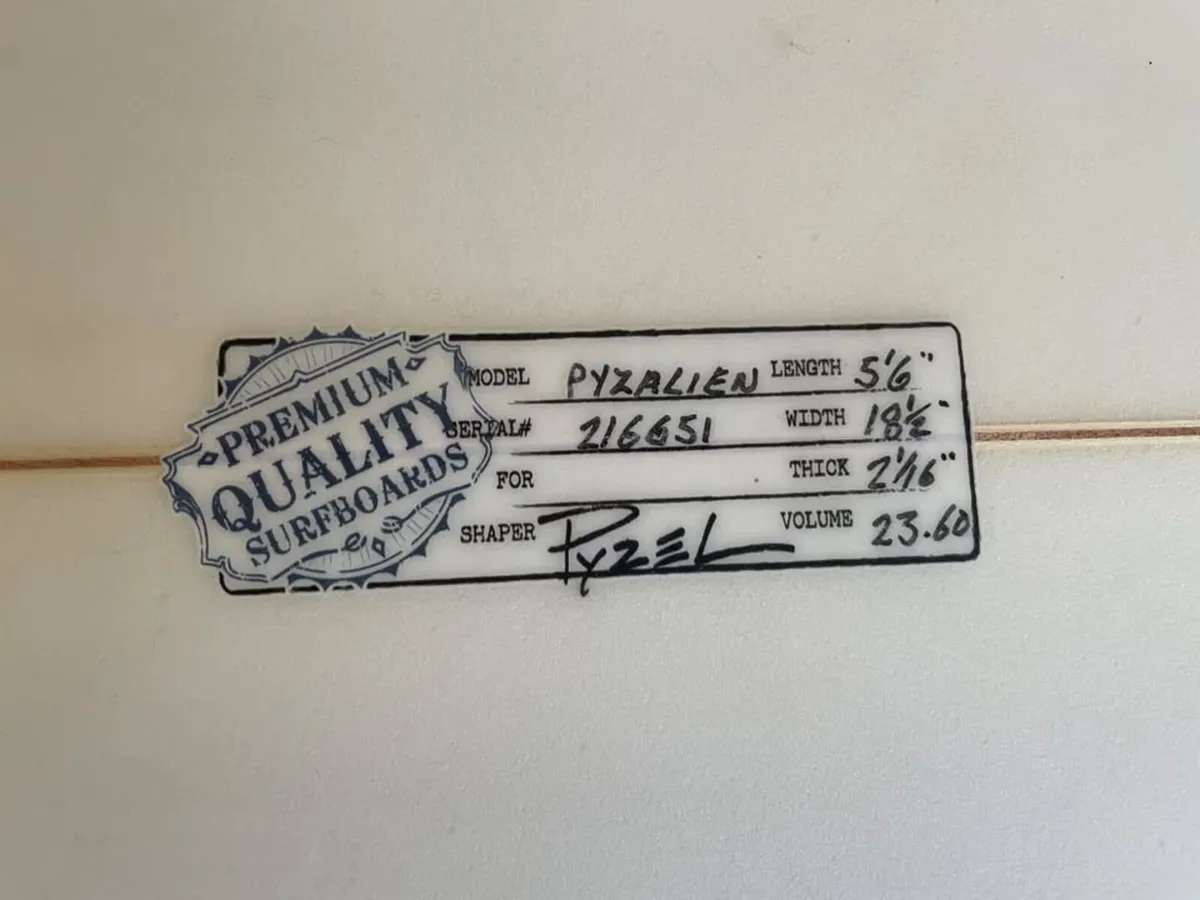 PREMIUM
QUALITY
SURFBOARDS
MODEL PYZALIEN LENGTH 5'6"
SERIAL# 216651 WIDTH 18½"
FOR THICK 2 1/16"
SHAPER PYZEL VOLUME 23.60